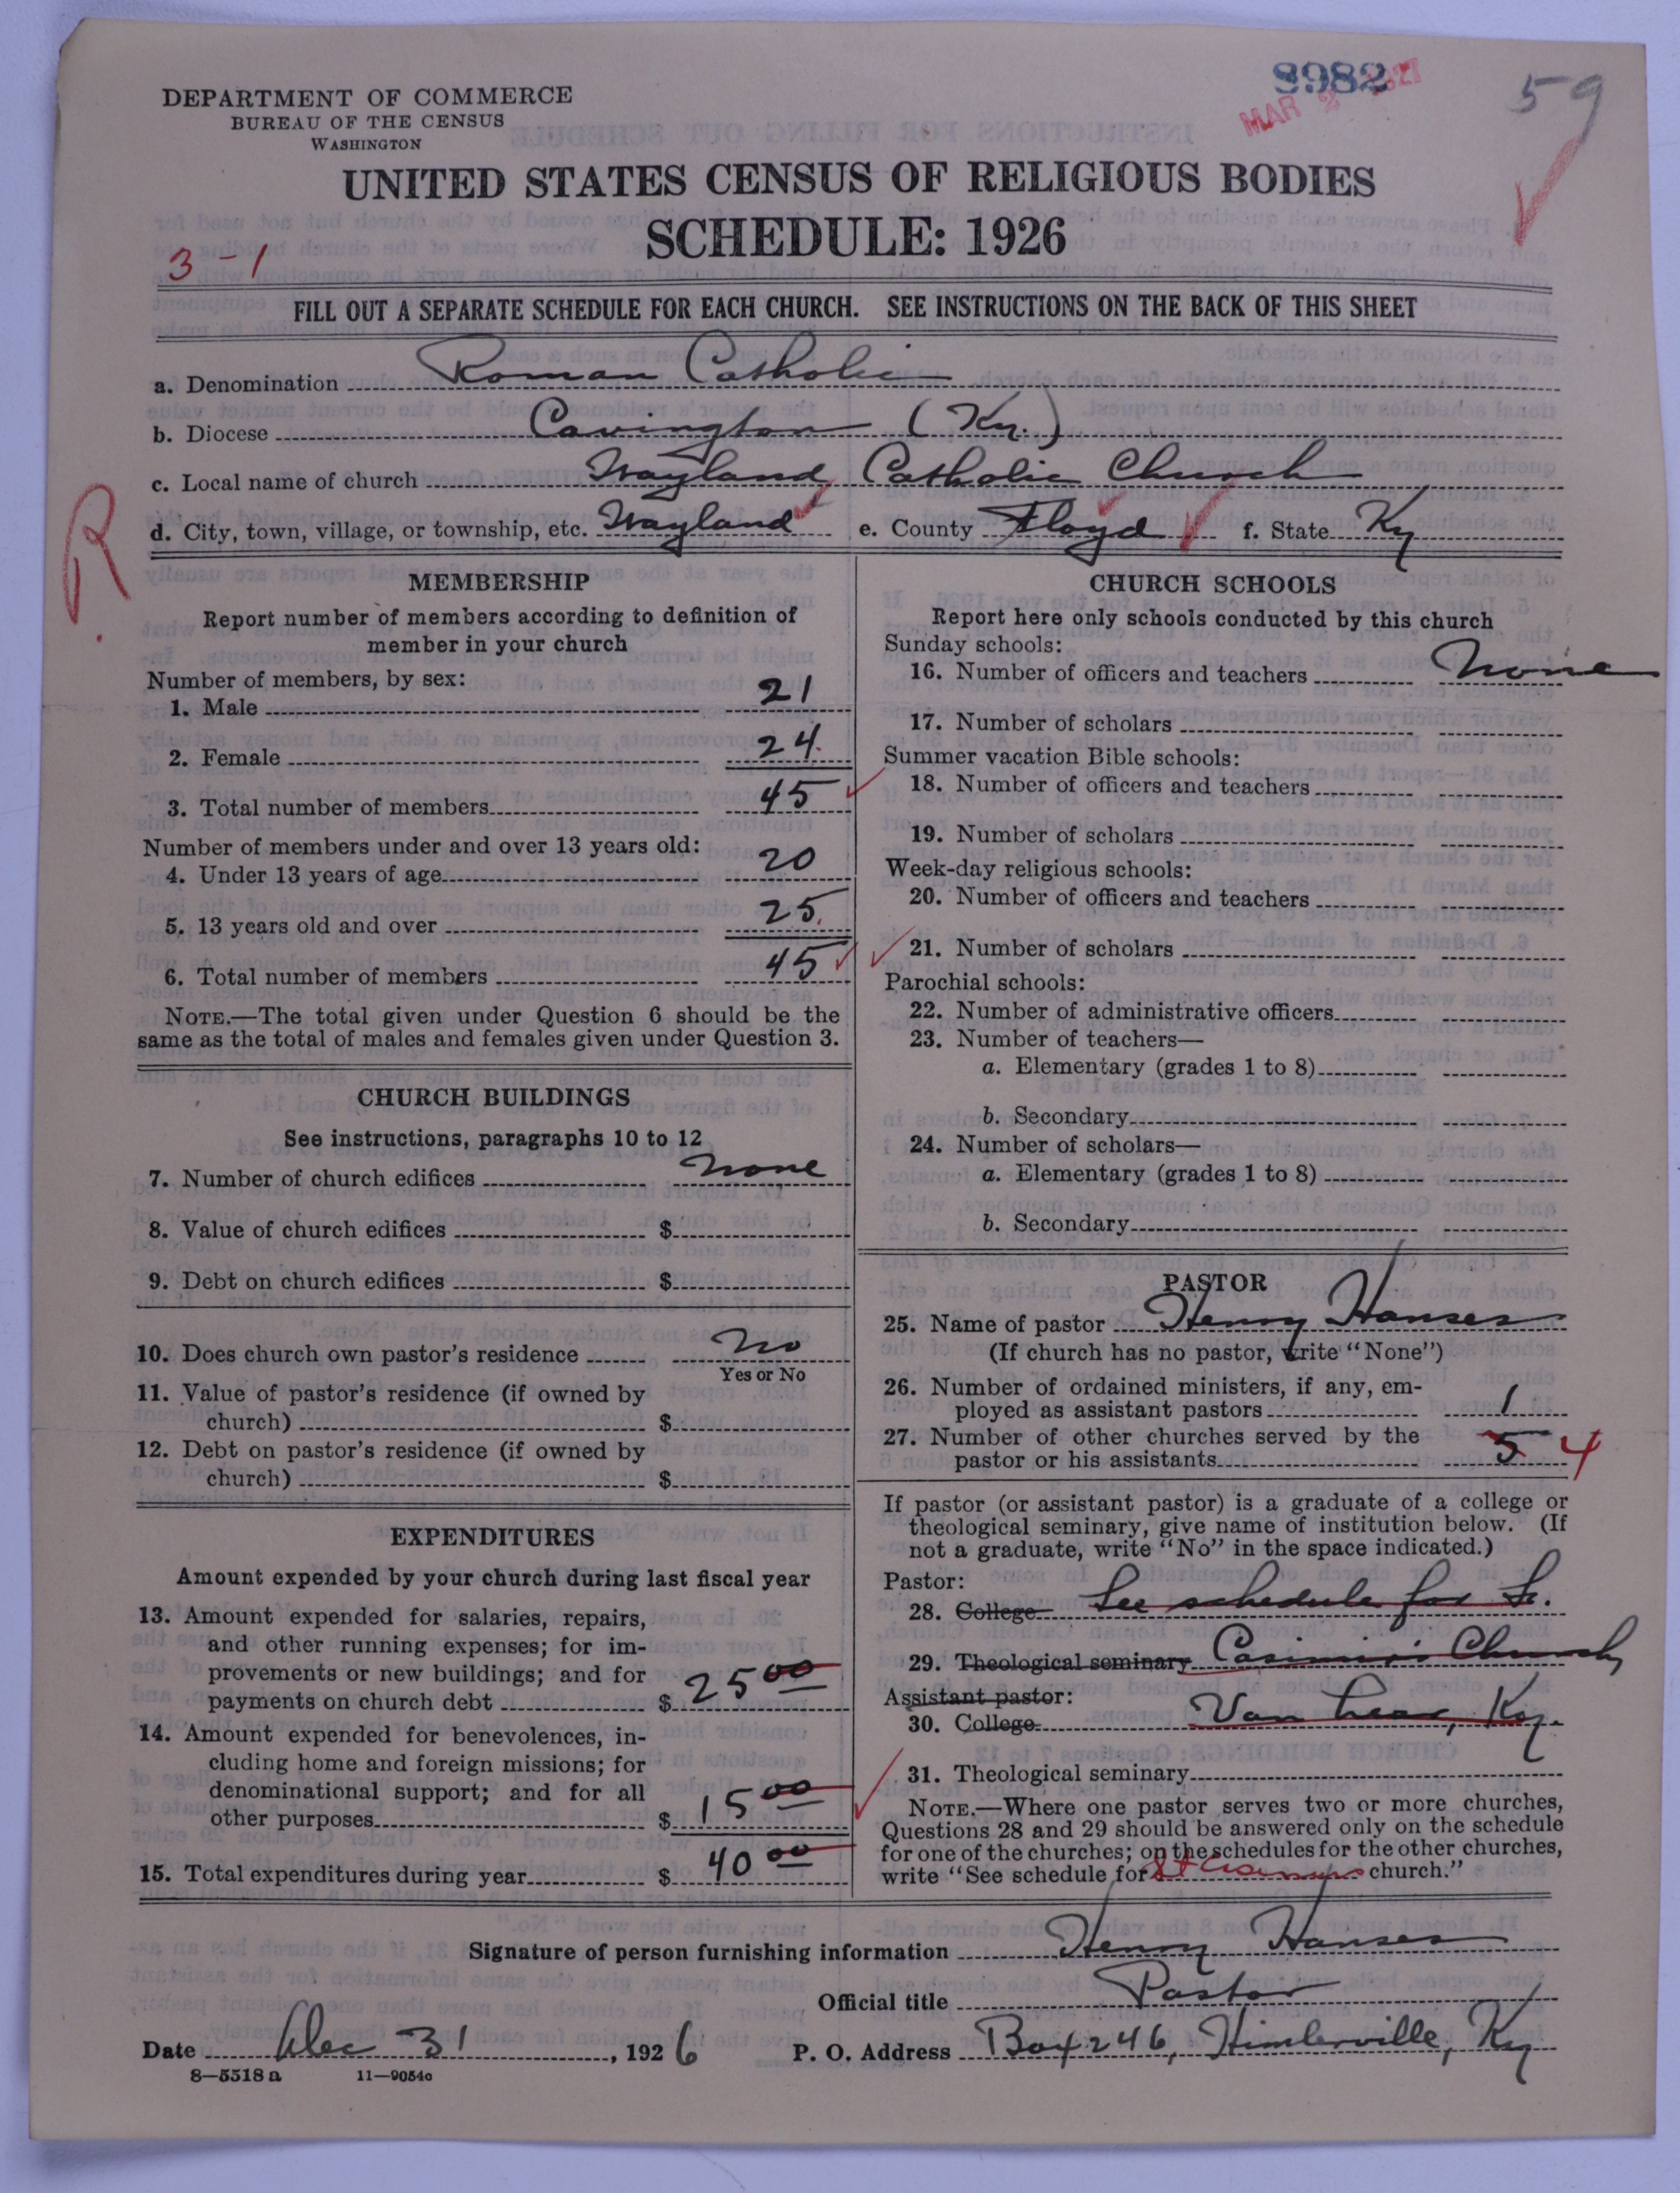 DEPARTMENT OF COMMERCE
BUREAU OF THE CENSUS
WASHINGTON
8982
MAR 2 1927
59
UNITED STATES CENSUS OF RELIGIOUS BODIES
SCHEDULE: 1926
3-1
FILL OUT A SEPARATE SCHEDULE FOR EACH CHURCH. SEE INSTRUCTIONS ON THE BACK OF THIS SHEET
a. Denomination Roman Catholic
b. Diocese Covington (Ky.)
c. Local name of church Wayland Catholic Church
d. City, town, village, or township, etc. Wayland e. County Floyd f. State Ky
R.
MEMBERSHIP
Report number of members according to definition of
member in your church
Number of members, by sex:
1. Male 21
2. Female 24.
3. Total number of members 45
Number of members under and over 13 years old:
4. Under 13 years of age 20
5. 13 years old and over 25.
6. Total number of members 45
NOTE.—The total given under Question 6 should be the
same as the total of males and females given under Question 3.
CHURCH BUILDINGS
See instructions, paragraphs 10 to 12
7. Number of church edifices none
8. Value of church edifices $
9. Debt on church edifices $
10. Does church own pastor's residence No
Yes or No
11. Value of pastor's residence (if owned by
church) $
12. Debt on pastor's residence (if owned by
church) $
EXPENDITURES
Amount expended by your church during last fiscal year
13. Amount expended for salaries, repairs,
and other running expenses; for im-
provements or new buildings; and for
payments on church debt $ 25 00
14. Amount expended for benevolences, in-
cluding home and foreign missions; for
denominational support; and for all
other purposes $ 15 00
15. Total expenditures during year $ 40 00
CHURCH SCHOOLS
Report here only schools conducted by this church
Sunday schools:
16. Number of officers and teachers None
17. Number of scholars
Summer vacation Bible schools:
18. Number of officers and teachers
19. Number of scholars
Week-day religious schools:
20. Number of officers and teachers
21. Number of scholars
Parochial schools:
22. Number of administrative officers
23. Number of teachers—
a. Elementary (grades 1 to 8)
b. Secondary
24. Number of scholars—
a. Elementary (grades 1 to 8)
b. Secondary
PASTOR
25. Name of pastor Henry Hanses
(If church has no pastor, write "None")
26. Number of ordained ministers, if any, em-
ployed as assistant pastors 1
27. Number of other churches served by the
pastor or his assistants 5 4
If pastor (or assistant pastor) is a graduate of a college or
theological seminary, give name of institution below. (If
not a graduate, write "No" in the space indicated.)
Pastor:
28. College See schedule for St.
29. Theological seminary Casimir's Church,
Assistant pastor:
30. College Van Lear, Ky.
31. Theological seminary
NOTE.—Where one pastor serves two or more churches,
Questions 28 and 29 should be answered only on the schedule
for one of the churches; on the schedules for the other churches,
write "See schedule for St church."
Signature of person furnishing information Henry Hanses
Official title Pastor
Date Dec 31, 1926 P. O. Address Box 246, Himlerville, Ky
8—5518 a 11—9054c